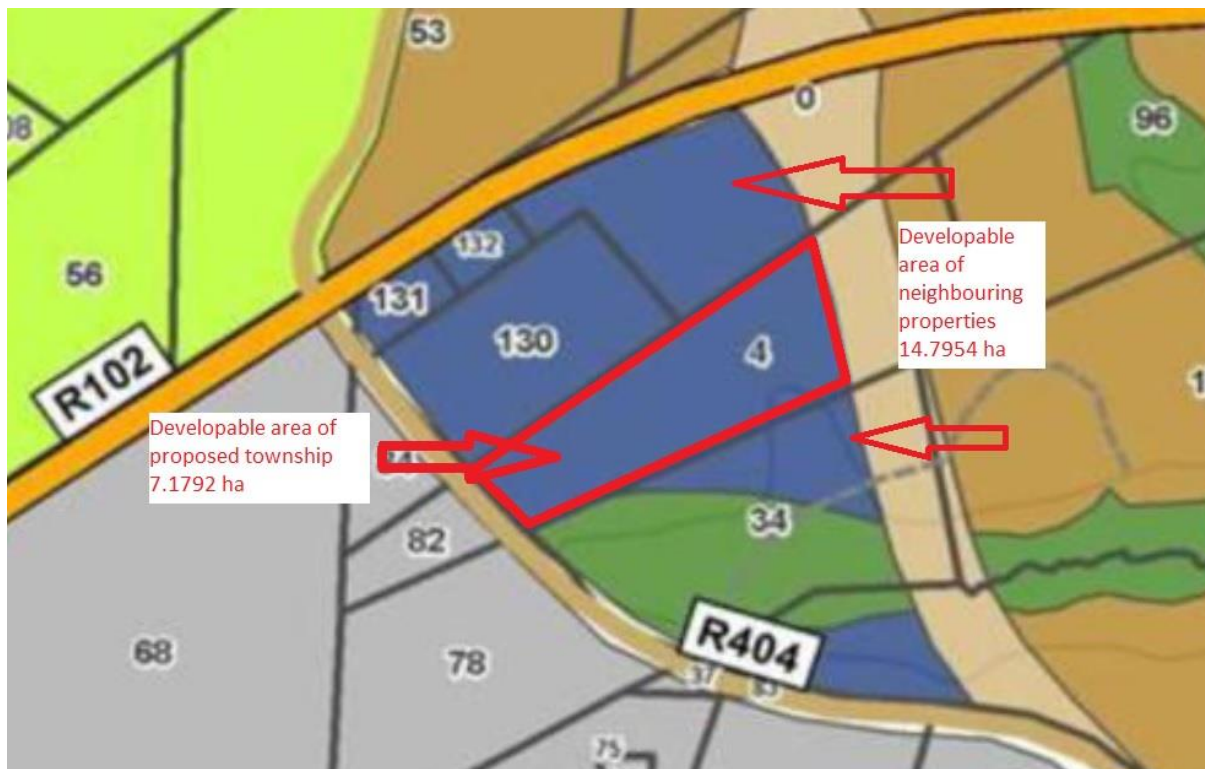 53
0
96
56
132
131
130
4
R102
Developable
area of
neighbouring
properties
14.7954 ha
Developable area of
proposed township
7.1792 ha
34
82
68
78
R404
37
83
75